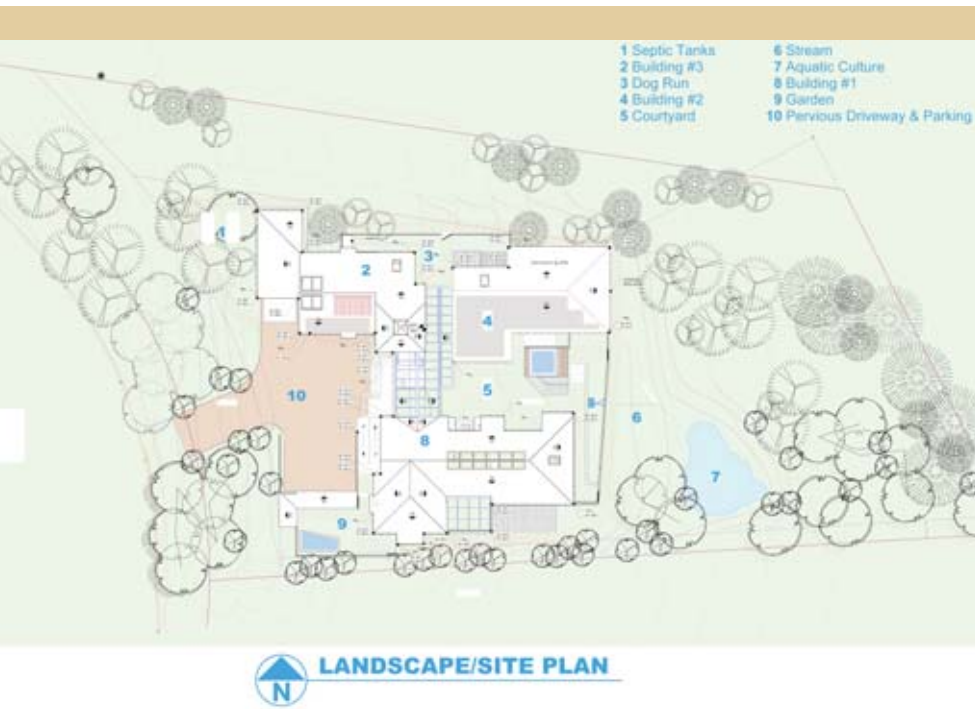 1 Septic Tanks
2 Building #3
3 Dog Run
4 Building #2
5 Courtyard
6 Stream
7 Aquatic Culture
8 Building #1
9 Garden
10 Pervious Driveway & Parking
1
2
3
4
5
6
7
8
9
10
LANDSCAPE/SITE PLAN
N